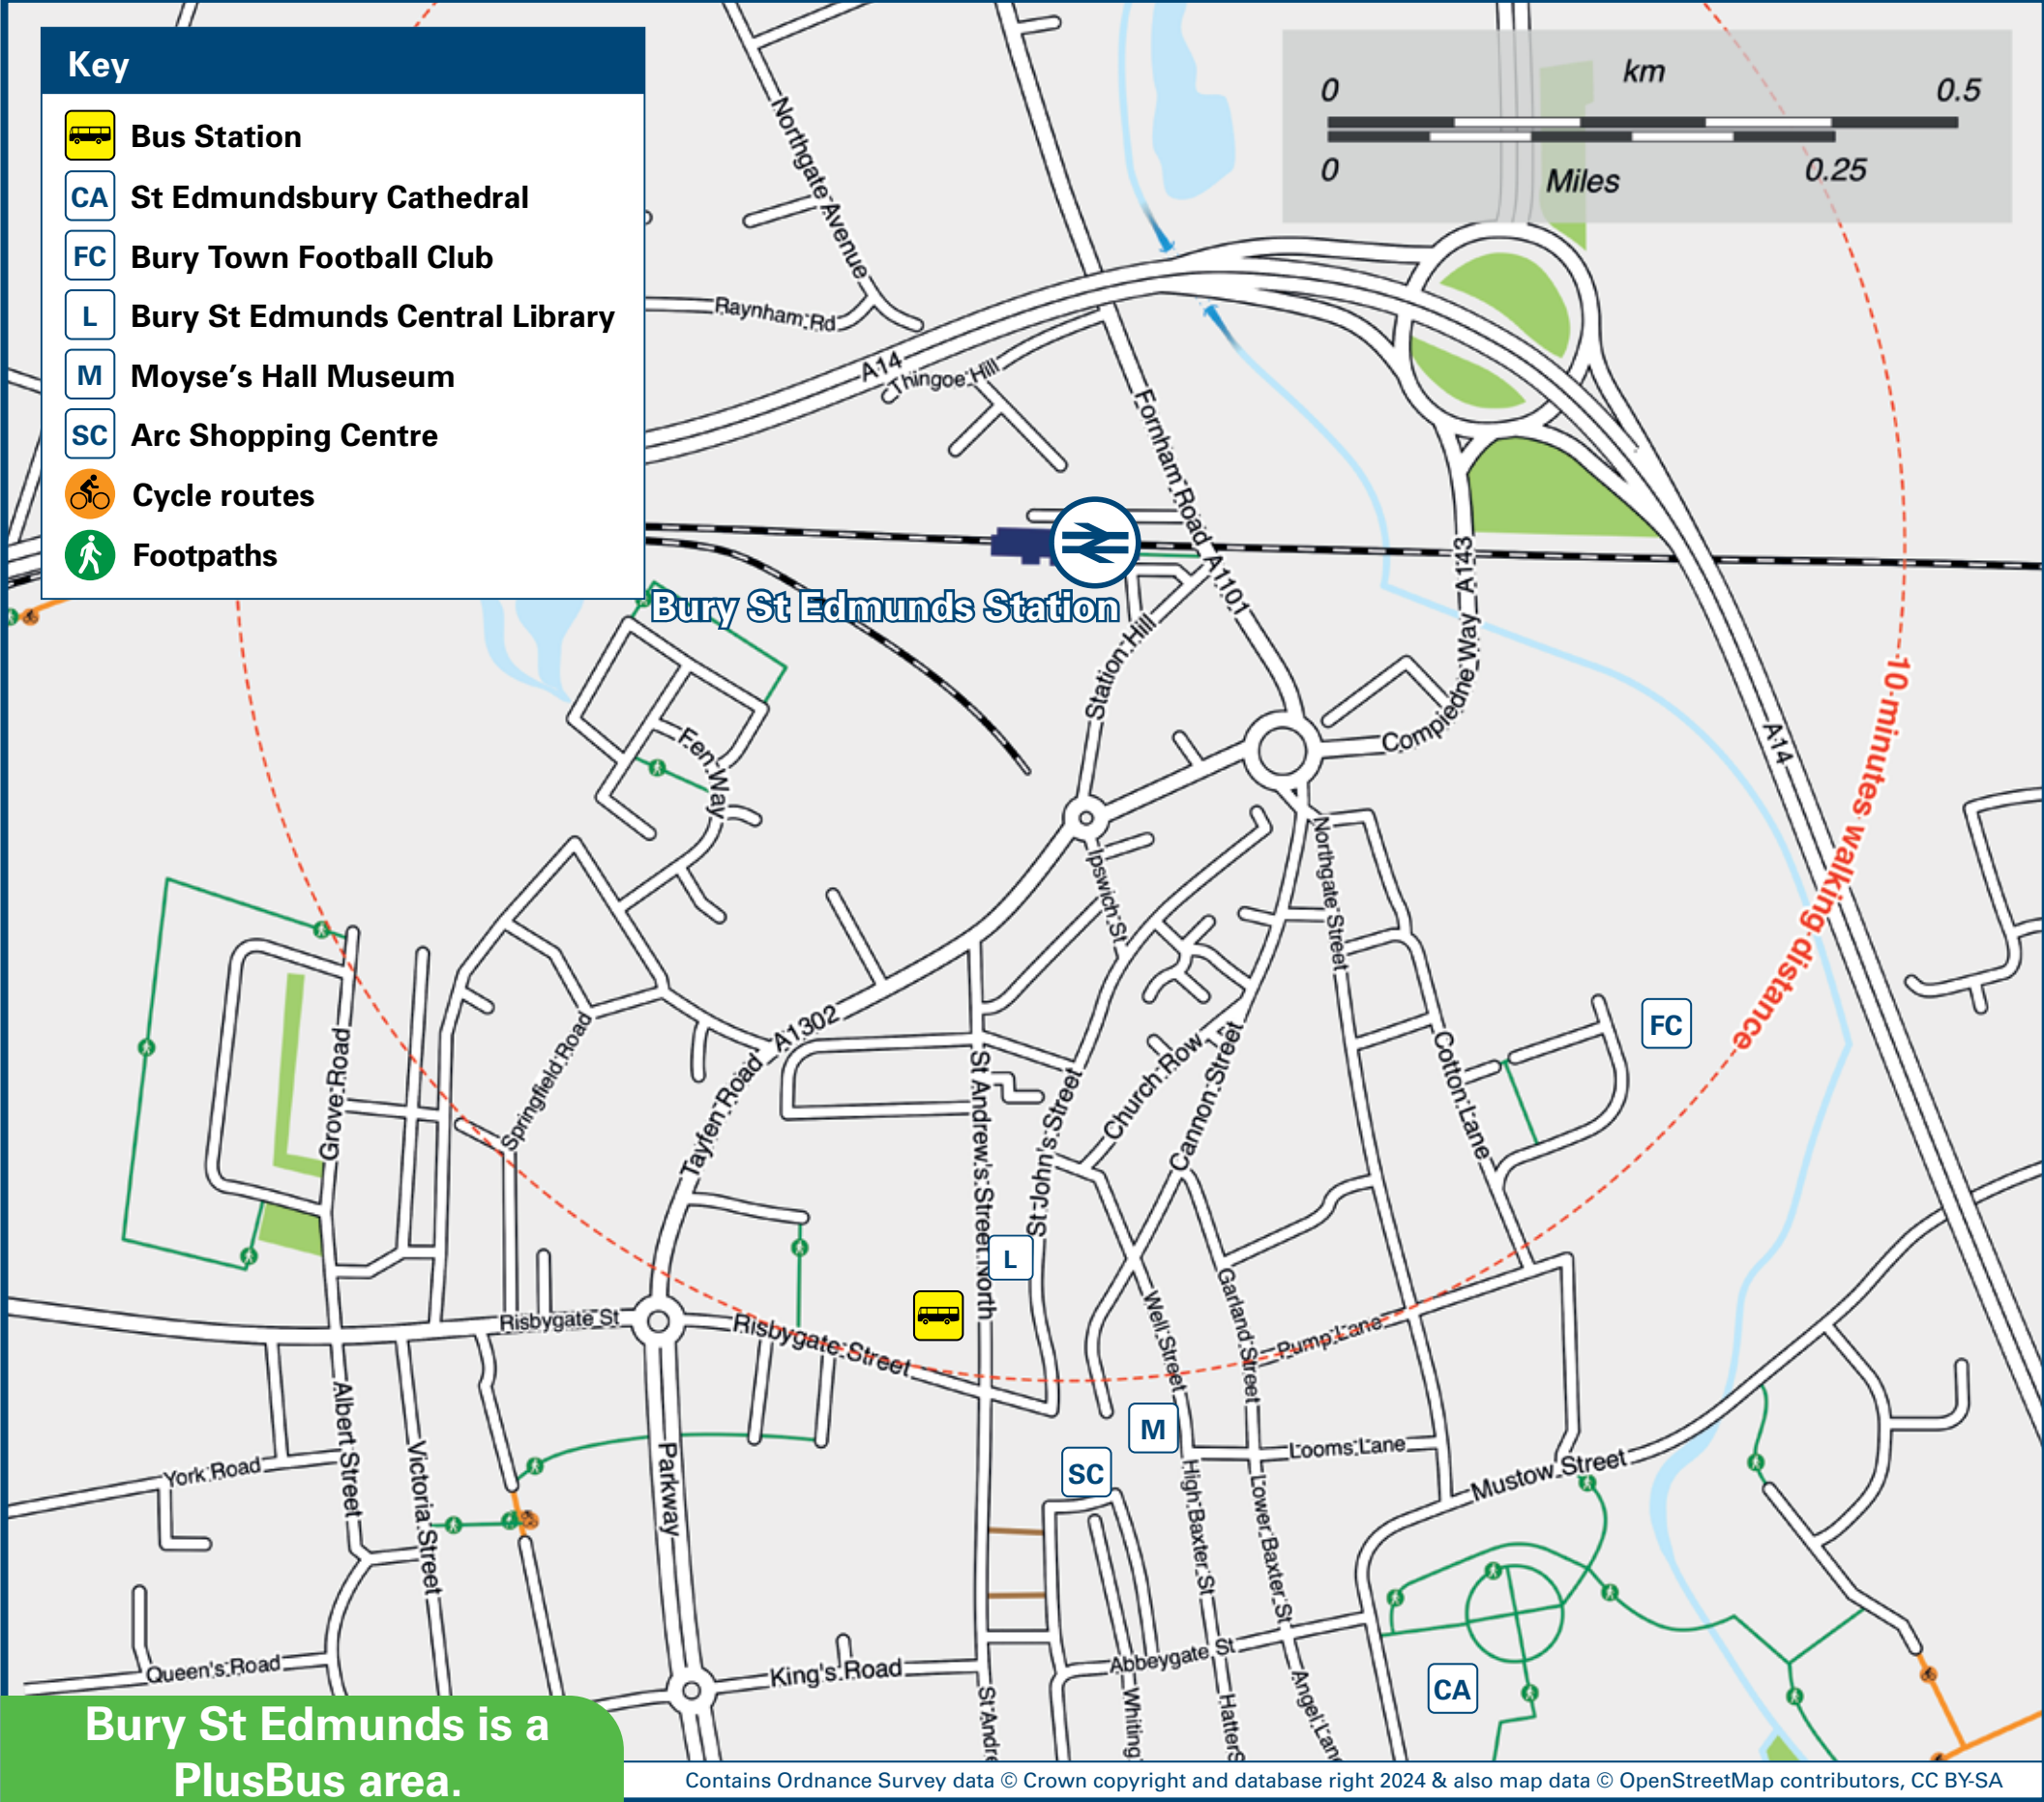 Key
Bus Station
CA St Edmundsbury Cathedral
FC Bury Town Football Club
L Bury St Edmunds Central Library
M Moyse's Hall Museum
SC Arc Shopping Centre
Cycle routes
Footpaths
km
0 0.5
0 0.25
Miles
Northgate Avenue
Raynham Rd
A14
Thingoe Hill
Fornham Road
A1101
Bury St Edmunds Station
Station Hill
Compiedne Way A143
A14
10 minutes walking distance
Fen Way
Ipswich St
Northgate Street
FC
A1302
Tayfen Road
Springfield Road
Grove Road
St Andrew's Street North
St John's Street
Church Row
Cannon Street
Cotton Lane
L
Risbygate St
Risbygate Street
Well Street
Garland Street
Pump Lane
M
SC
Looms Lane
Mustow Street
York Road
Albert Street
Victoria Street
Parkway
High Baxter St
Lower Baxter St
Queen's Road
King's Road
Abbeygate St
CA
St Andre
Whiting
HatterS
Angel Lane
Bury St Edmunds is a
PlusBus area.
Contains Ordnance Survey data © Crown copyright and database right 2024 & also map data © OpenStreetMap contributors, CC BY-SA